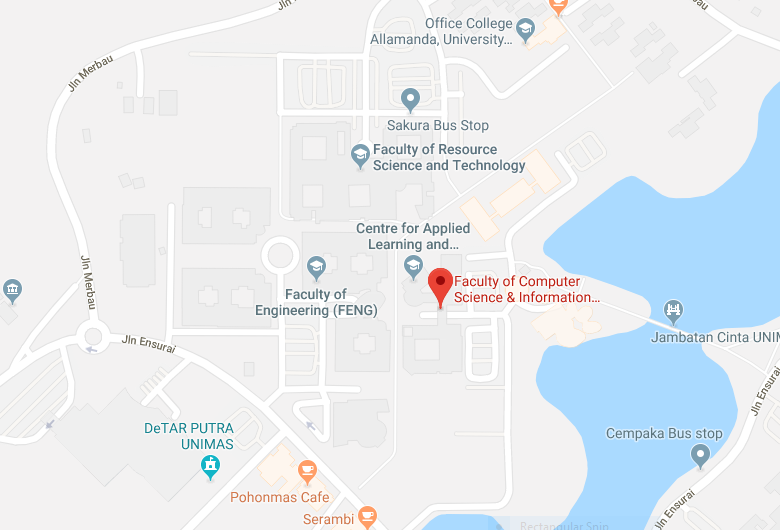 Jln Merbau
Office College
Allamanda, University...
Jln Merbau
Sakura Bus Stop
Faculty of Resource
Science and Technology
Centre for Applied
Learning and...
Faculty of
Engineering (FENG)
Faculty of Computer
Science & Information...
Jln Merbau
Jln Ensurai
Jambatan Cinta UNIM
Jln Ensurai
DeTAR PUTRA
UNIMAS
Cempaka Bus stop
Pohonmas Cafe
Serambi
Jln Ensurai
Rectangular Snip